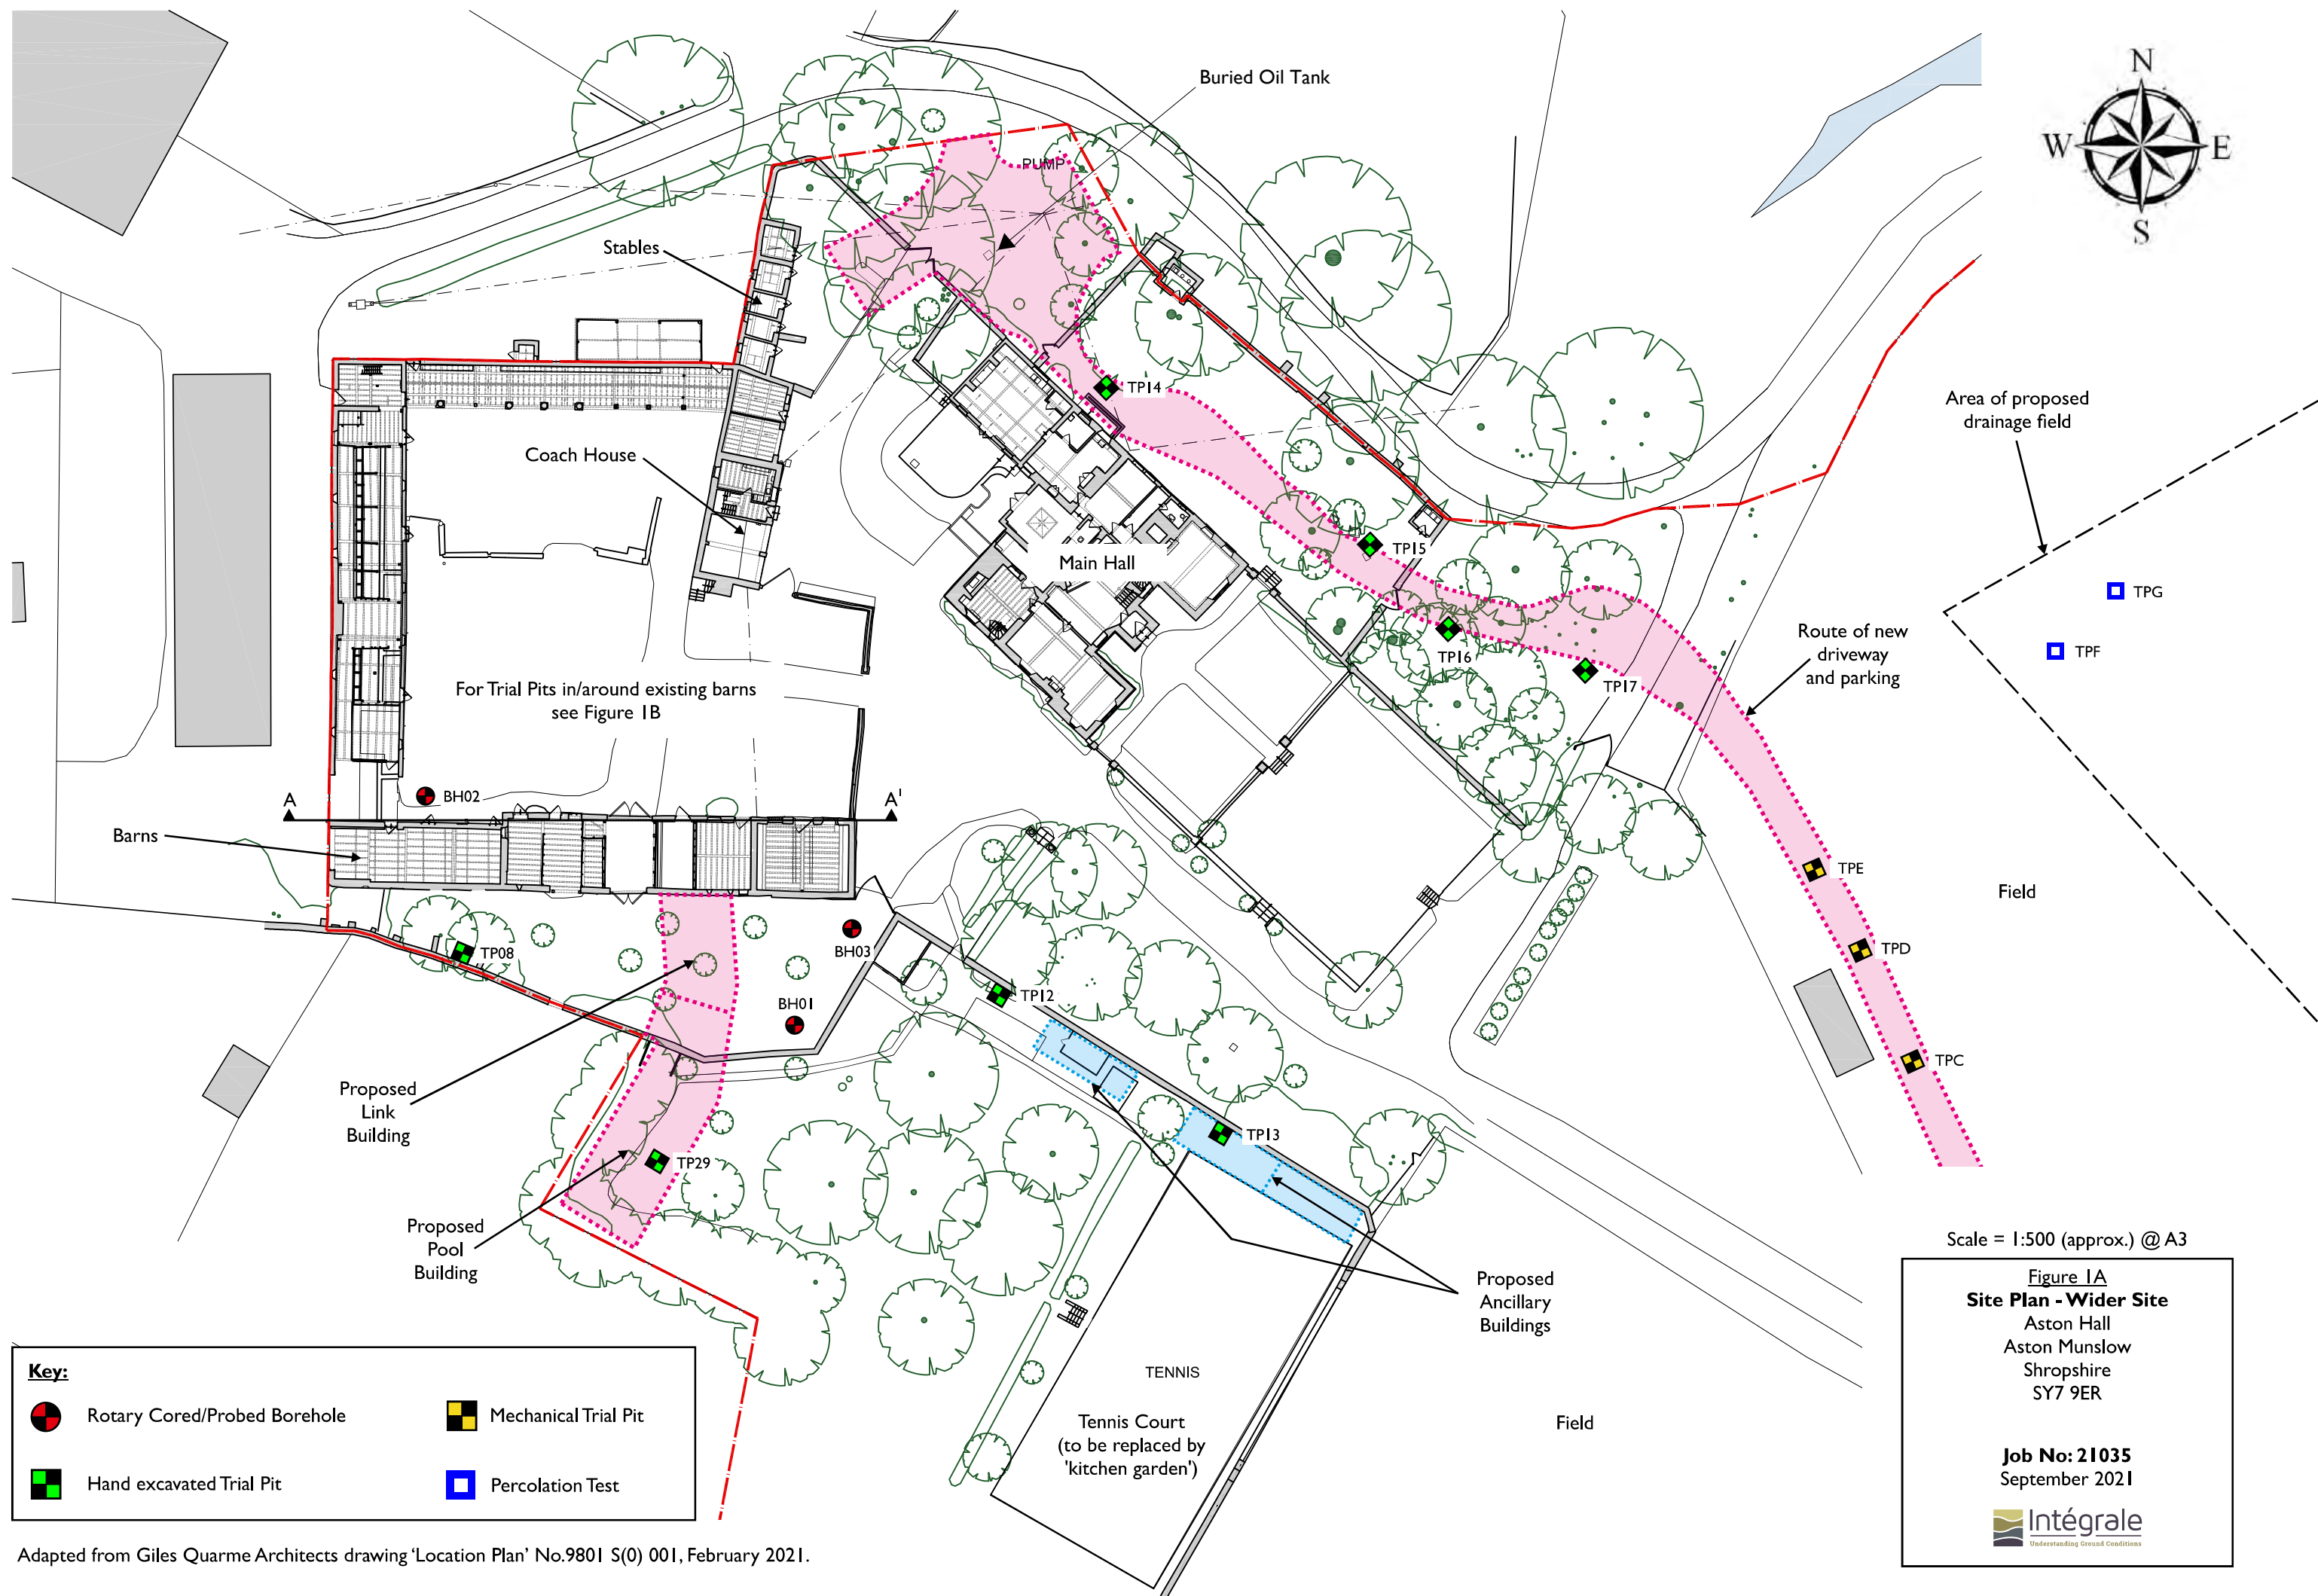 Buried Oil Tank
N
W
E
S
PUMP
Stables
TP14
Area of proposed
drainage field
Coach House
TP15
Main Hall
TPG
Route of new
driveway
and parking
TPF
TP16
TP17
For Trial Pits in/around existing barns
see Figure 1B
BH02
A
A'
Barns
TPE
Field
TP08
BH03
TPD
TP12
BH01
TPC
Proposed
Link
Building
TP13
TP29
Proposed
Pool
Building
Proposed
Ancillary
Buildings
TENNIS
Tennis Court
(to be replaced by
'kitchen garden')
Field
Scale = 1:500 (approx.) @ A3
Figure 1A
Site Plan - Wider Site
Aston Hall
Aston Munslow
Shropshire
SY7 9ER
Job No: 21035
September 2021
Intégrale
Understanding Ground Conditions
Key:
Rotary Cored/Probed Borehole
Mechanical Trial Pit
Hand excavated Trial Pit
Percolation Test
Adapted from Giles Quarme Architects drawing ‘Location Plan’ No.9801 S(0) 001, February 2021.